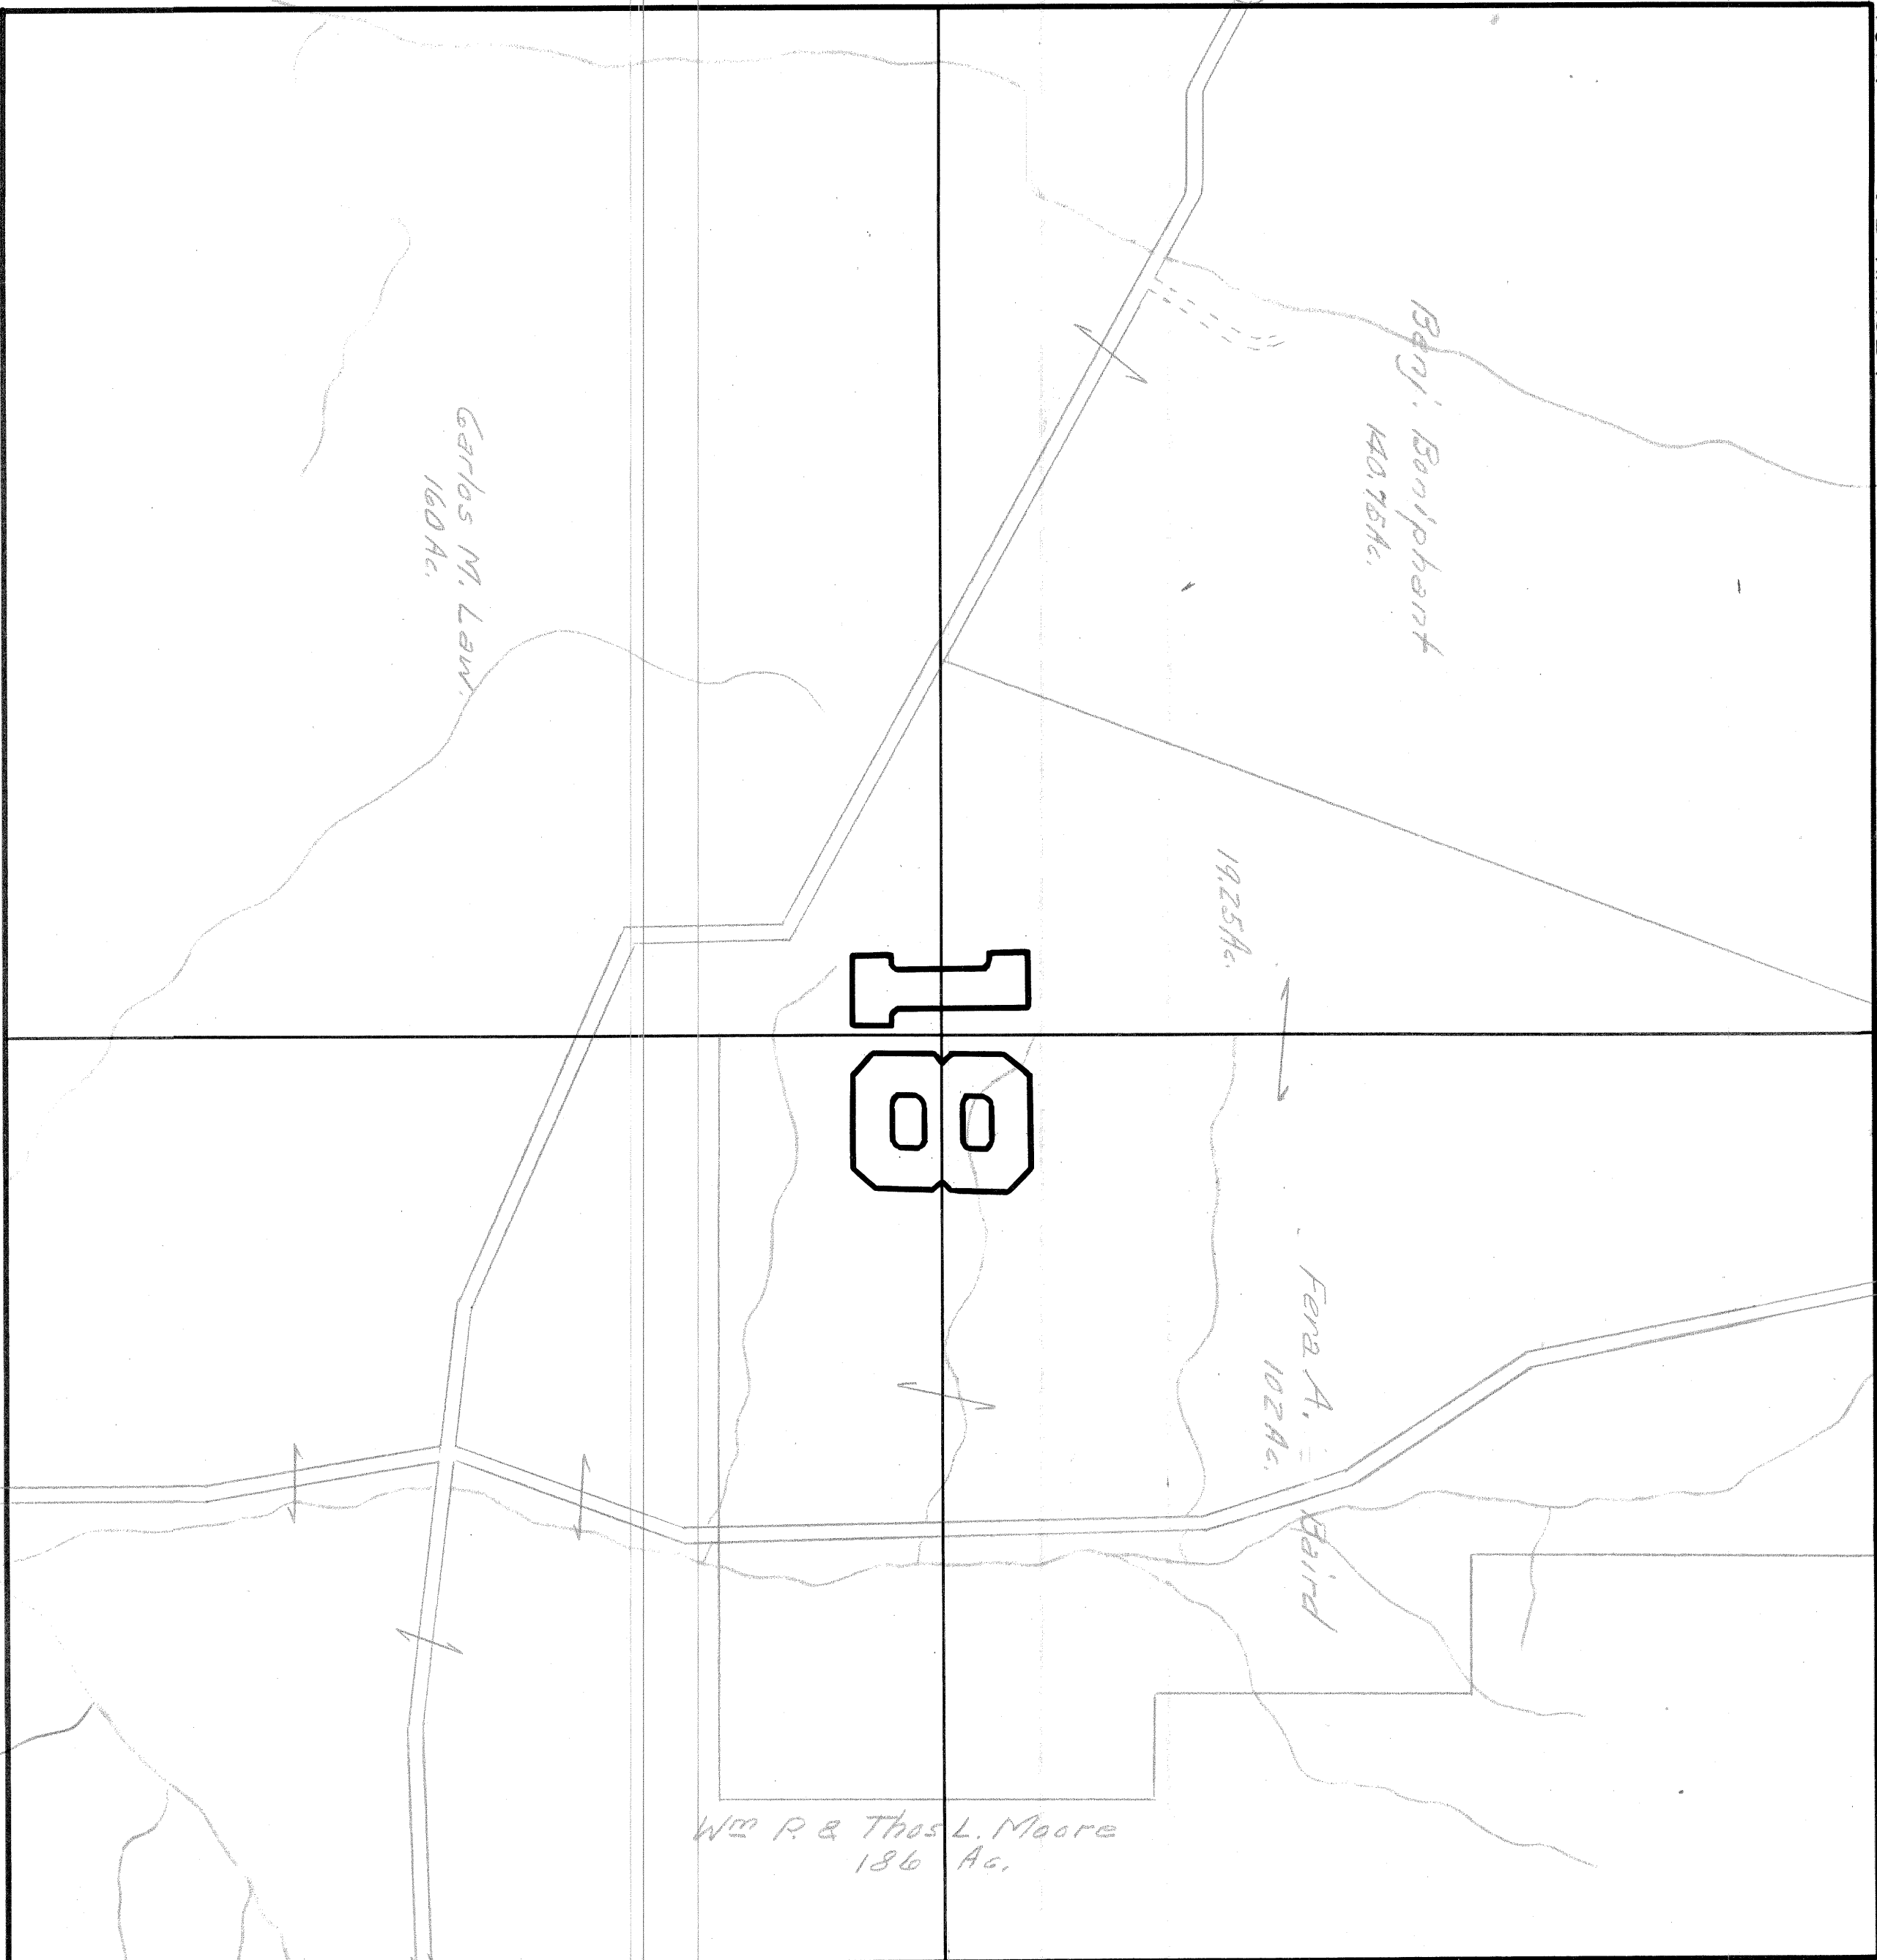 Benj. Boniphant
140.75 Ac.
Carlos M. Law.
160 Ac.
19.25 Ac.
18
Fera A. Baird
102 Ac.
Wm P. & Thos L. Moore
186 Ac.